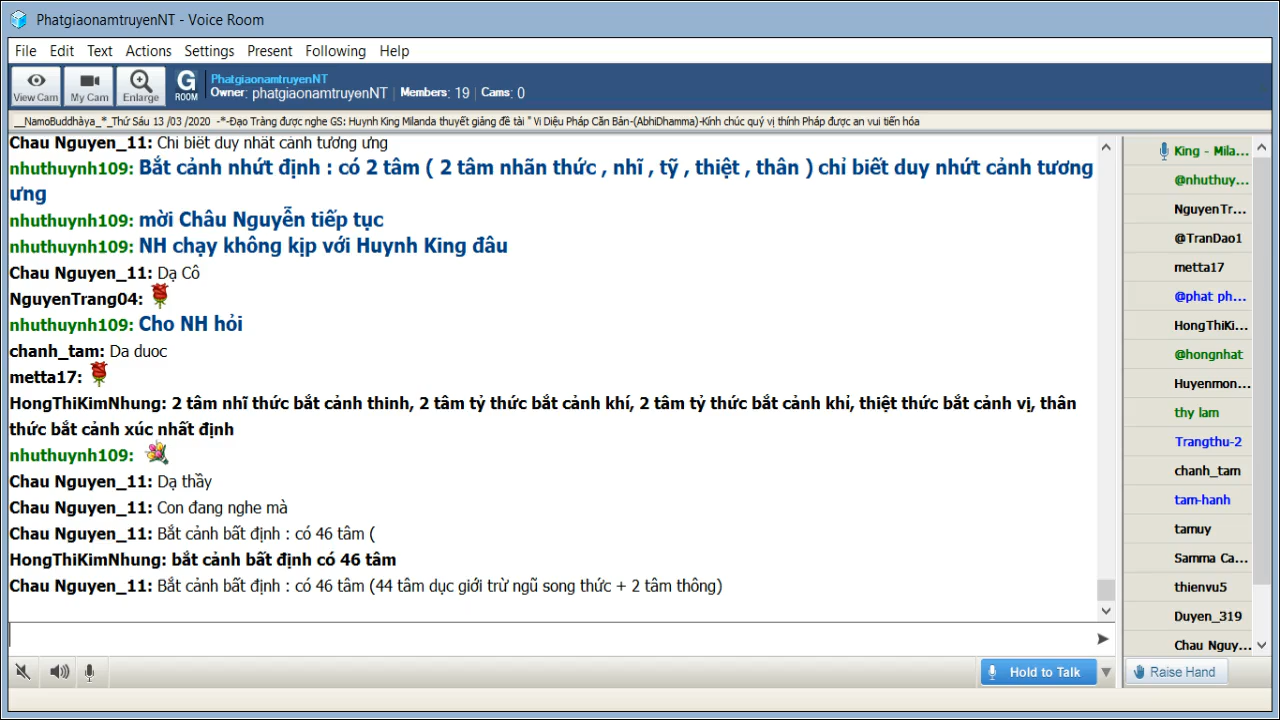 PhatgiaonamtruyenNT - Voice Room
File Edit Text Actions Settings Present Following Help
View Cam My Cam Enlarge G ROOM
PhatgiaonamtruyenNT
Owner: phatgiaonamtruyenNT | Members: 19 | Cams: 0
__NamoBuddhàya_*_Thứ Sáu 13 /03 /2020 -*-Đạo Tràng được nghe GS: Huynh King Milanda thuyết giảng đề tài " Vi Diệu Pháp Căn Bản-(AbhiDhamma)-Kính chúc quý vị thính Pháp được an vui tiến hóa
Chau Nguyen_11: Chỉ biết duy nhất cảnh tương ưng
nhuthuynh109: Bắt cảnh nhứt định : có 2 tâm ( 2 tâm nhãn thức , nhĩ , tỹ , thiệt , thân ) chỉ biết duy nhứt cảnh tương
ưng
nhuthuynh109: mời Châu Nguyễn tiếp tục
nhuthuynh109: NH chạy không kịp với Huynh King đâu
Chau Nguyen_11: Dạ Cô
NguyenTrang04:
nhuthuynh109: Cho NH hỏi
chanh_tam: Da duoc
metta17:
HongThiKimNhung: 2 tâm nhĩ thức bắt cảnh thinh, 2 tâm tỷ thức bắt cảnh khí, 2 tâm tỷ thức bắt cảnh khỉ, thiệt thức bắt cảnh vị, thân
thức bắt cảnh xúc nhất định
nhuthuynh109:
Chau Nguyen_11: Dạ thầy
Chau Nguyen_11: Con đang nghe mà
Chau Nguyen_11: Bắt cảnh bất định : có 46 tâm (
HongThiKimNhung: bắt cảnh bất định có 46 tâm
Chau Nguyen_11: Bắt cảnh bất định : có 46 tâm (44 tâm dục giới trừ ngũ song thức + 2 tâm thông)
King - Mila...
@nhuthuy...
NguyenTr...
@TranDao1
metta17
@phat ph...
HongThiKi...
@hongnhat
Huyenmon...
thy lam
Trangthu-2
chanh_tam
tam-hanh
tamuy
Samma Ca...
thienvu5
Duyen_319
Chau Nguy...
Hold to Talk
Raise Hand